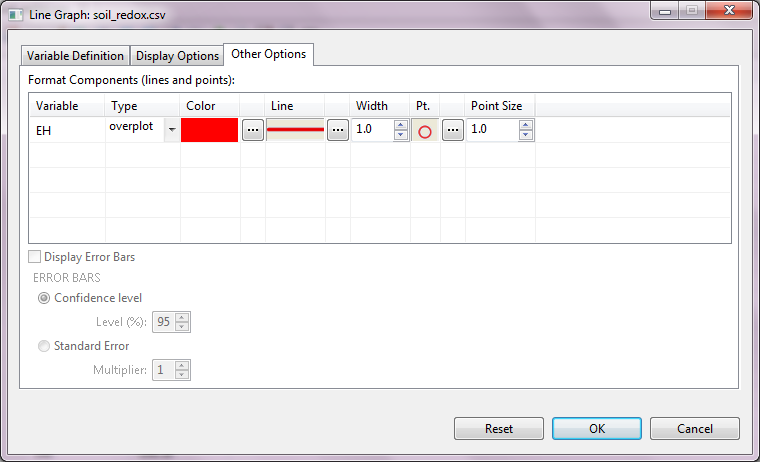 Line Graph: soil_redox.csv
Variable Definition Display Options Other Options
Format Components (lines and points):
Variable Type Color Line Width Pt. Point Size
EH overplot ... ... 1.0 ... 1.0
Display Error Bars
ERROR BARS
Confidence level
Level (%): 95
Standard Error
Multiplier: 1
Reset OK Cancel